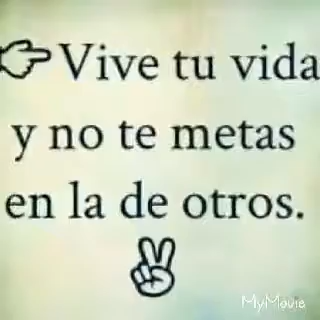 Vive tu vida
y no te metas
en la de otros.
MyMovie